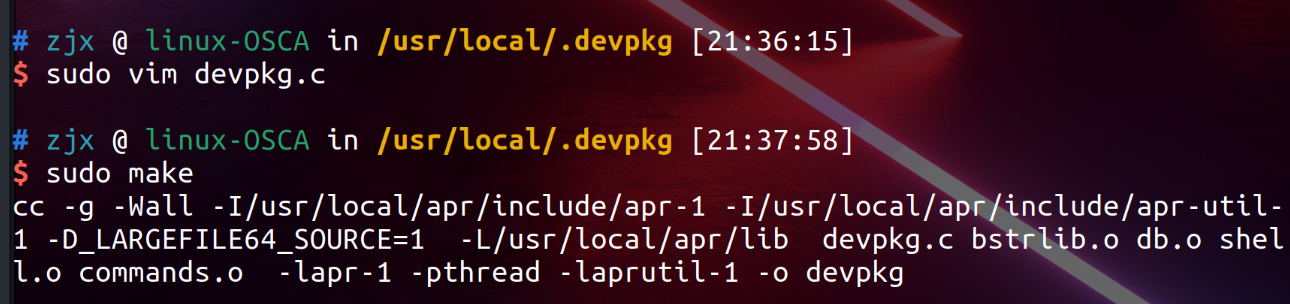 # zjx @ linux-OSCA in /usr/local/.devpkg [21:36:15]
$ sudo vim devpkg.c
# zjx @ linux-OSCA in /usr/local/.devpkg [21:37:58]
$ sudo make
cc -g -Wall -I/usr/local/apr/include/apr-1 -I/usr/local/apr/include/apr-util-
1 -D_LARGEFILE64_SOURCE=1  -L/usr/local/apr/lib  devpkg.c bstrlib.o db.o shel
l.o commands.o  -lapr-1 -pthread -laprutil-1 -o devpkg